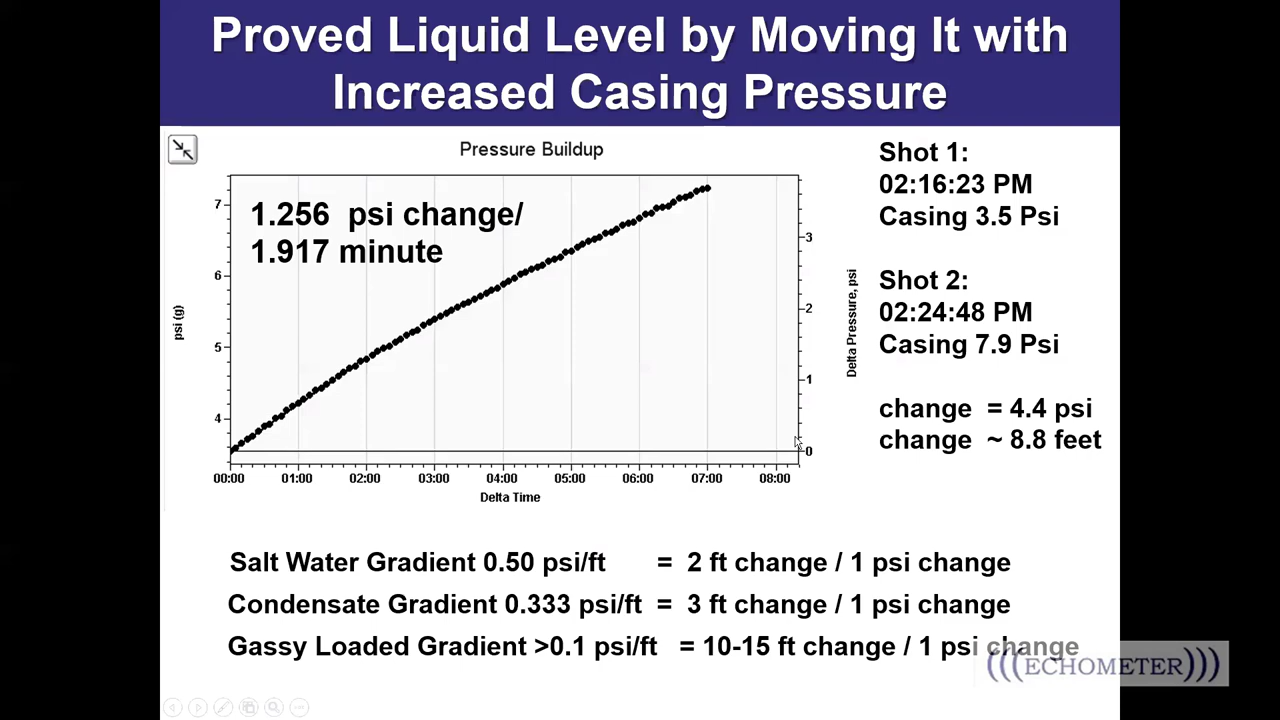 Proved Liquid Level by Moving It with
Increased Casing Pressure
Pressure Buildup
1.256 psi change/
1.917 minute
7
6
5
4
psi (g)
3
2
1
0
Delta Pressure, psi
00:00 01:00 02:00 03:00 04:00 05:00 06:00 07:00 08:00
Delta Time
Shot 1:
02:16:23 PM
Casing 3.5 Psi
Shot 2:
02:24:48 PM
Casing 7.9 Psi
change = 4.4 psi
change ~ 8.8 feet
Salt Water Gradient 0.50 psi/ft = 2 ft change / 1 psi change
Condensate Gradient 0.333 psi/ft = 3 ft change / 1 psi change
Gassy Loaded Gradient >0.1 psi/ft = 10-15 ft change / 1 psi change
(((ECHOMETER)))